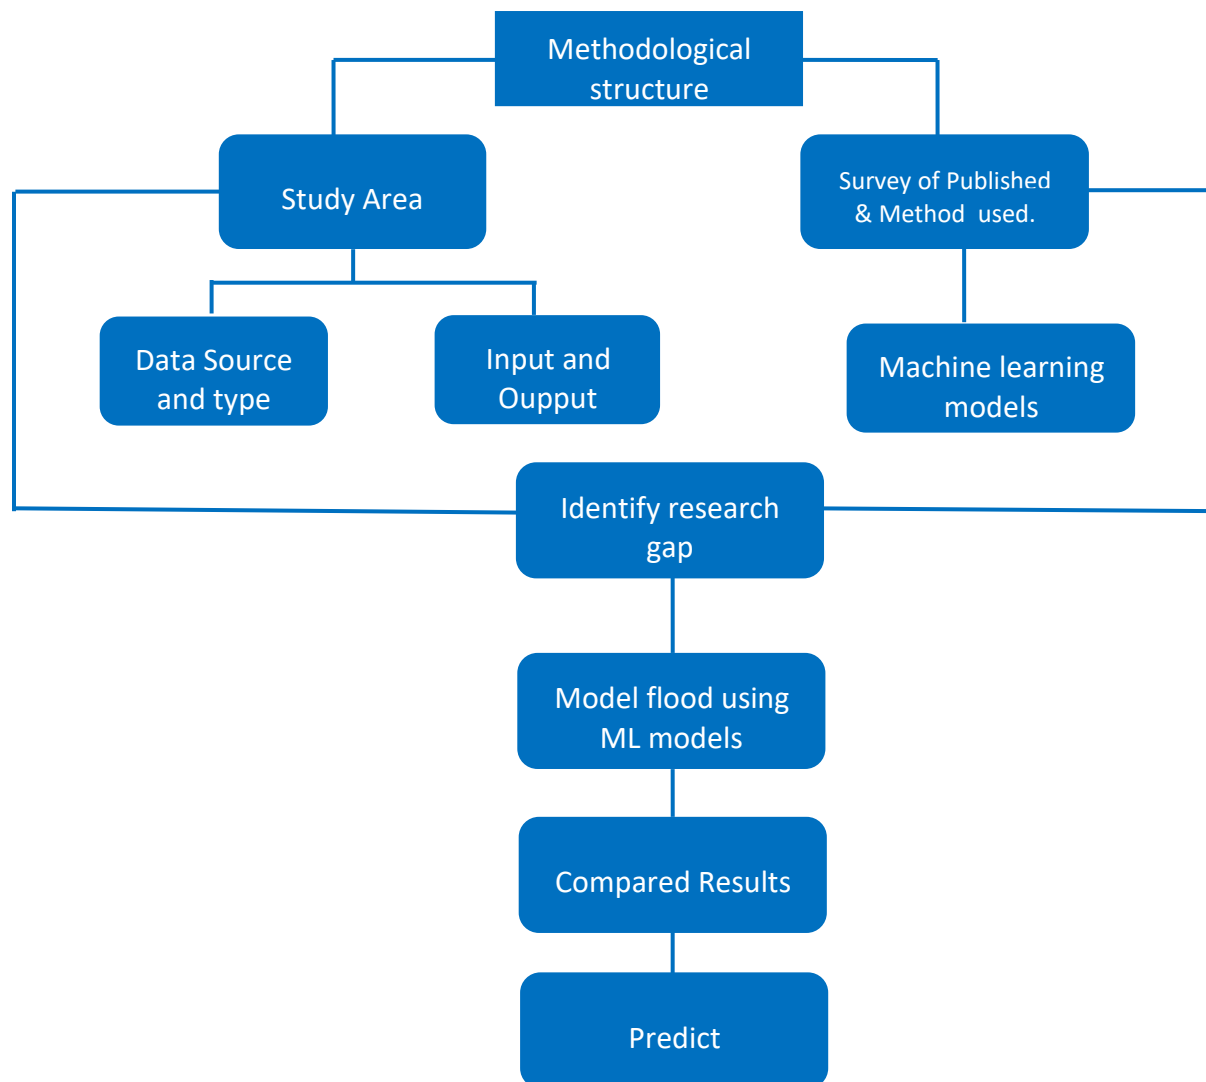 Methodological
structure
Study Area
Survey of Published
& Method used.
Data Source
and type
Input and
Oupput
Machine learning
models
Identify research
gap
Model flood using
ML models
Compared Results
Predict